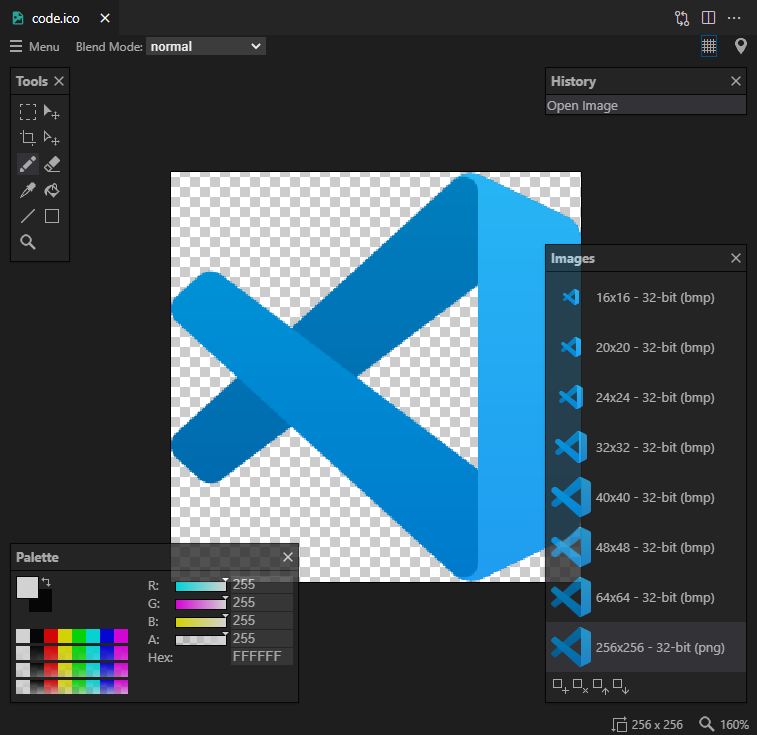 code.ico
Menu Blend Mode: normal
Tools
History
Open Image
Images
16x16 - 32-bit (bmp)
20x20 - 32-bit (bmp)
24x24 - 32-bit (bmp)
32x32 - 32-bit (bmp)
40x40 - 32-bit (bmp)
48x48 - 32-bit (bmp)
64x64 - 32-bit (bmp)
256x256 - 32-bit (png)
Palette
R: 255
G: 255
B: 255
A: 255
Hex: FFFFFF
256 x 256 160%